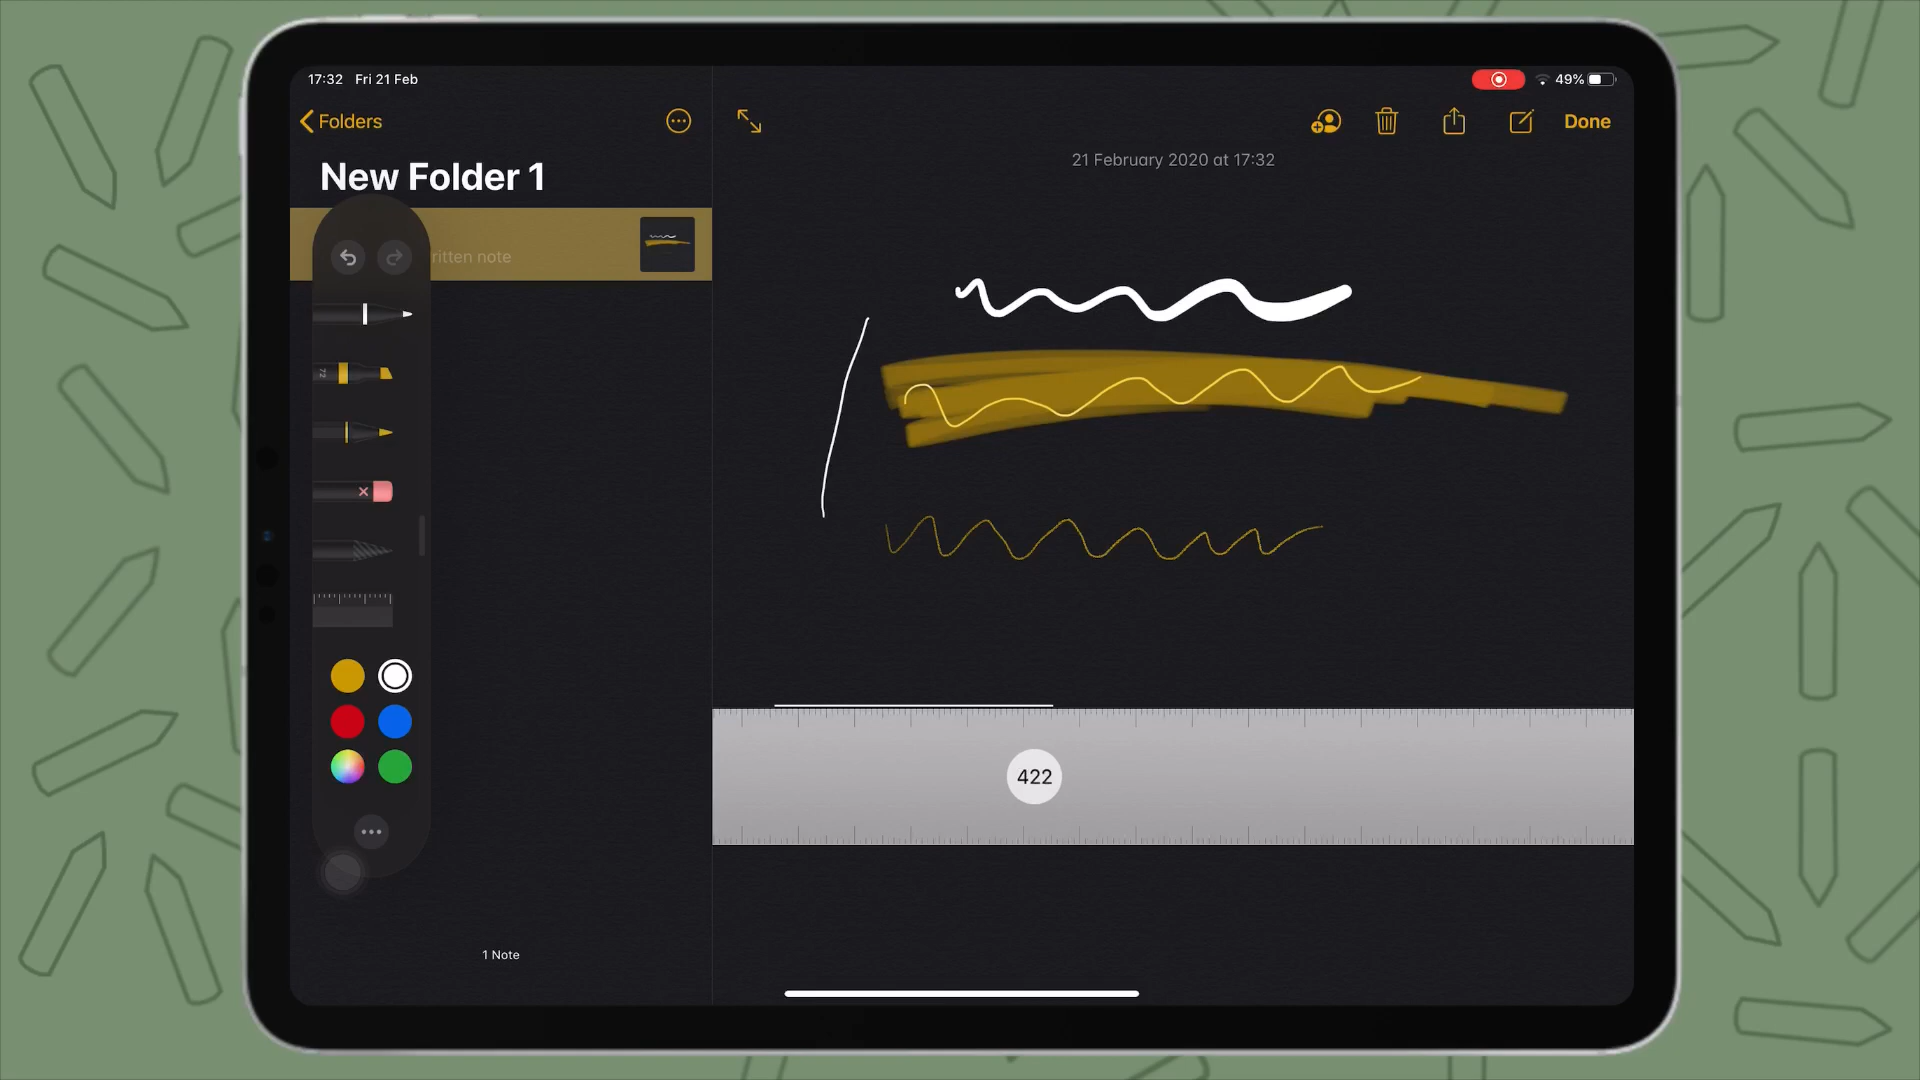 17:32 Fri 21 Feb
49%
Folders
Done
21 February 2020 at 17:32
New Folder 1
ritten note
72
422
1 Note